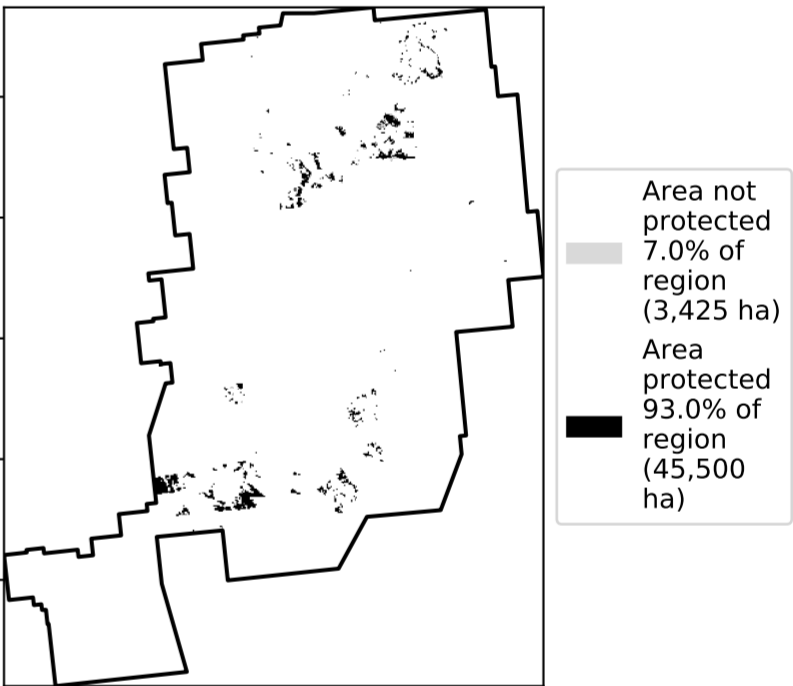 Area not
protected
7.0% of
region
(3,425 ha)
Area
protected
93.0% of
region
(45,500
ha)